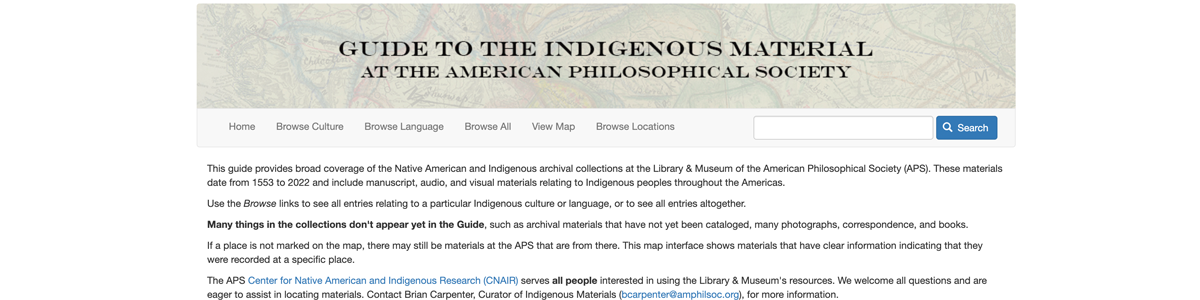 GUIDE TO THE INDIGENOUS MATERIAL
AT THE AMERICAN PHILOSOPHICAL SOCIETY
Home Browse Culture Browse Language Browse All View Map Browse Locations Search
This guide provides broad coverage of the Native American and Indigenous archival collections at the Library & Museum of the American Philosophical Society (APS). These materials
date from 1553 to 2022 and include manuscript, audio, and visual materials relating to Indigenous peoples throughout the Americas.
Use the Browse links to see all entries relating to a particular Indigenous culture or language, or to see all entries altogether.
Many things in the collections don't appear yet in the Guide, such as archival materials that have not yet been cataloged, many photographs, correspondence, and books.
If a place is not marked on the map, there may still be materials at the APS that are from there. This map interface shows materials that have clear information indicating that they
were recorded at a specific place.
The APS Center for Native American and Indigenous Research (CNAIR) serves all people interested in using the Library & Museum's resources. We welcome all questions and are
eager to assist in locating materials. Contact Brian Carpenter, Curator of Indigenous Materials (bcarpenter@amphilsoc.org), for more information.